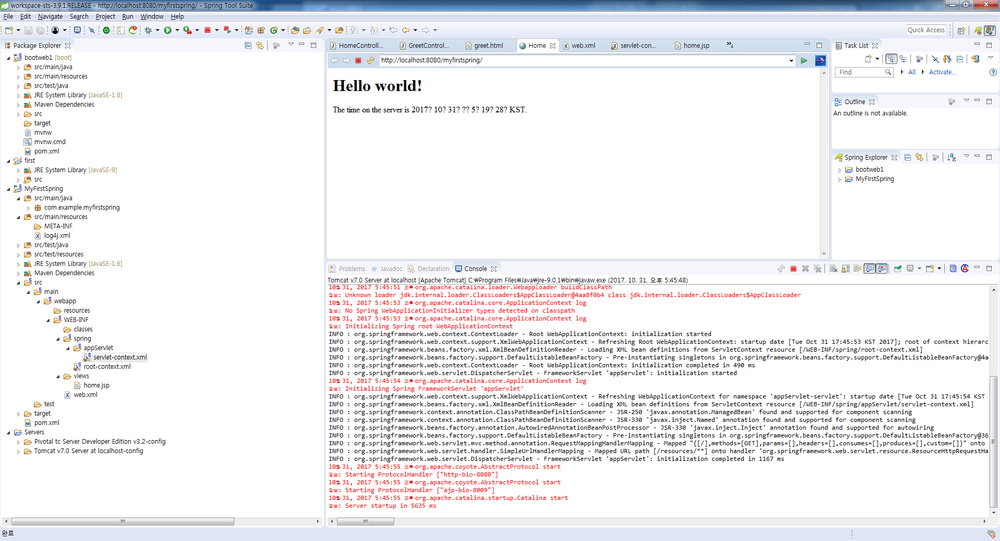 workspace-sts-3.9.1.RELEASE - http://localhost:8080/myfirstspring/ - Spring Tool Suite
File Edit Navigate Search Project Run Window Help
Quick Access
Package Explorer
bootweb1 [boot]
src/main/java
src/main/resources
src/test/java
JRE System Library [JavaSE-1.8]
Maven Dependencies
src
target
mvnw
mvnw.cmd
pom.xml
first
JRE System Library [JavaSE-9]
src
MyFirstSpring
src/main/java
com.example.myfirstspring
src/main/resources
META-INF
log4j.xml
src/test/java
src/test/resources
JRE System Library [JavaSE-1.6]
Maven Dependencies
src
main
webapp
resources
WEB-INF
classes
spring
appServlet
servlet-context.xml
root-context.xml
views
home.jsp
web.xml
test
target
pom.xml
Servers
Pivotal tc Server Developer Edition v3.2-config
Tomcat v7.0 Server at localhost-config
HomeControll... GreetControl... greet.html Home web.xml servlet-con... home.jsp »4
http://localhost:8080/myfirstspring/
Hello world!
The time on the server is 2017? 10? 31? ?? 5? 19? 28? KST.
Task List
Find All Activate...
Outline
An outline is not available.
Spring Explorer
bootweb1
MyFirstSpring
Problems @ Javadoc Declaration Console
Tomcat v7.0 Server at localhost [Apache Tomcat] C:₩Program Files₩Java₩jre-9.0.1₩bin₩javaw.exe (2017. 10. 31. 오후 5:45:48)
10월 31, 2017 5:45:51 오후 org.apache.catalina.loader.WebappLoader buildClassPath
정보: Unknown loader jdk.internal.loader.ClassLoaders$AppClassLoader@4aa8f0b4 class jdk.internal.loader.ClassLoaders$AppClassLoader
10월 31, 2017 5:45:53 오후 org.apache.catalina.core.ApplicationContext log
정보: No Spring WebApplicationInitializer types detected on classpath
10월 31, 2017 5:45:53 오후 org.apache.catalina.core.ApplicationContext log
정보: Initializing Spring root WebApplicationContext
INFO : org.springframework.web.context.ContextLoader - Root WebApplicationContext: initialization started
INFO : org.springframework.web.context.support.XmlWebApplicationContext - Refreshing Root WebApplicationContext: startup date [Tue Oct 31 17:45:53 KST 2017]; root of context hierarc
INFO : org.springframework.beans.factory.xml.XmlBeanDefinitionReader - Loading XML bean definitions from ServletContext resource [/WEB-INF/spring/root-context.xml]
INFO : org.springframework.beans.factory.support.DefaultListableBeanFactory - Pre-instantiating singletons in org.springframework.beans.factory.support.DefaultListableBeanFactory@4a
INFO : org.springframework.web.context.ContextLoader - Root WebApplicationContext: initialization completed in 490 ms
INFO : org.springframework.web.servlet.DispatcherServlet - FrameworkServlet 'appServlet': initialization started
10월 31, 2017 5:45:54 오후 org.apache.catalina.core.ApplicationContext log
정보: Initializing Spring FrameworkServlet 'appServlet'
INFO : org.springframework.web.context.support.XmlWebApplicationContext - Refreshing WebApplicationContext for namespace 'appServlet-servlet': startup date [Tue Oct 31 17:45:54 KST
INFO : org.springframework.beans.factory.xml.XmlBeanDefinitionReader - Loading XML bean definitions from ServletContext resource [/WEB-INF/spring/appServlet/servlet-context.xml]
INFO : org.springframework.context.annotation.ClassPathBeanDefinitionScanner - JSR-250 'javax.annotation.ManagedBean' found and supported for component scanning
INFO : org.springframework.context.annotation.ClassPathBeanDefinitionScanner - JSR-330 'javax.inject.Named' annotation found and supported for component scanning
INFO : org.springframework.beans.factory.annotation.AutowiredAnnotationBeanPostProcessor - JSR-330 'javax.inject.Inject' annotation found and supported for autowiring
INFO : org.springframework.beans.factory.support.DefaultListableBeanFactory - Pre-instantiating singletons in org.springframework.beans.factory.support.DefaultListableBeanFactory@36
INFO : org.springframework.web.servlet.mvc.method.annotation.RequestMappingHandlerMapping - Mapped "{[/],methods=[GET],params=[],headers=[],consumes=[],produces=[],custom=[]}" onto
INFO : org.springframework.web.servlet.handler.SimpleUrlHandlerMapping - Mapped URL path [/resources/**] onto handler 'org.springframework.web.servlet.resource.ResourceHttpRequestHa
INFO : org.springframework.web.servlet.DispatcherServlet - FrameworkServlet 'appServlet': initialization completed in 1167 ms
10월 31, 2017 5:45:55 오후 org.apache.coyote.AbstractProtocol start
정보: Starting ProtocolHandler ["http-bio-8080"]
10월 31, 2017 5:45:55 오후 org.apache.coyote.AbstractProtocol start
정보: Starting ProtocolHandler ["ajp-bio-8009"]
10월 31, 2017 5:45:55 오후 org.apache.catalina.startup.Catalina start
정보: Server startup in 5635 ms
완료